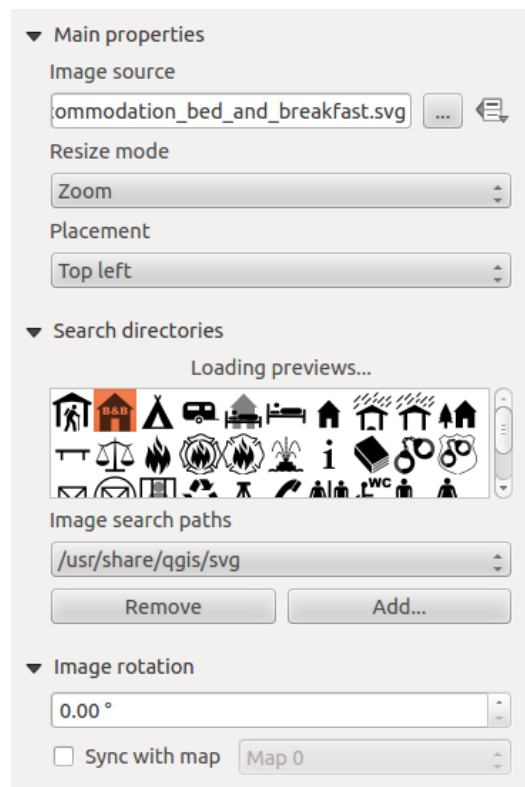 Main properties
Image source
ommodation_bed_and_breakfast.svg ...
Resize mode
Zoom
Placement
Top left
Search directories
Loading previews...
B&B
i
WC
Image search paths
/usr/share/qgis/svg
Remove Add...
Image rotation
0.00 °
Sync with map Map 0